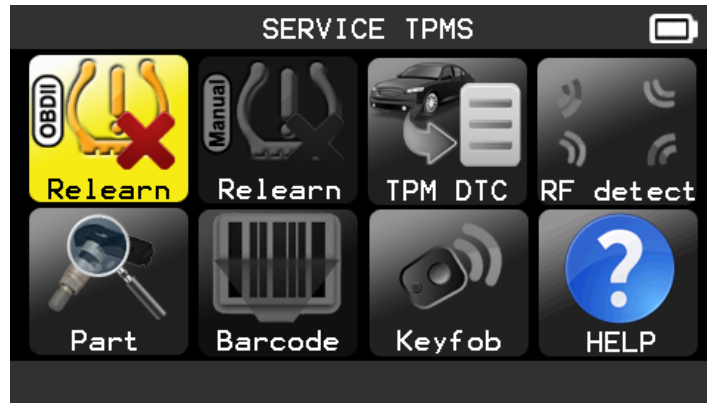 SERVICE TPMS
OBDII
Relearn
Manual
Relearn
TPM DTC
RF detect
Part
Barcode
Keyfob
?
HELP